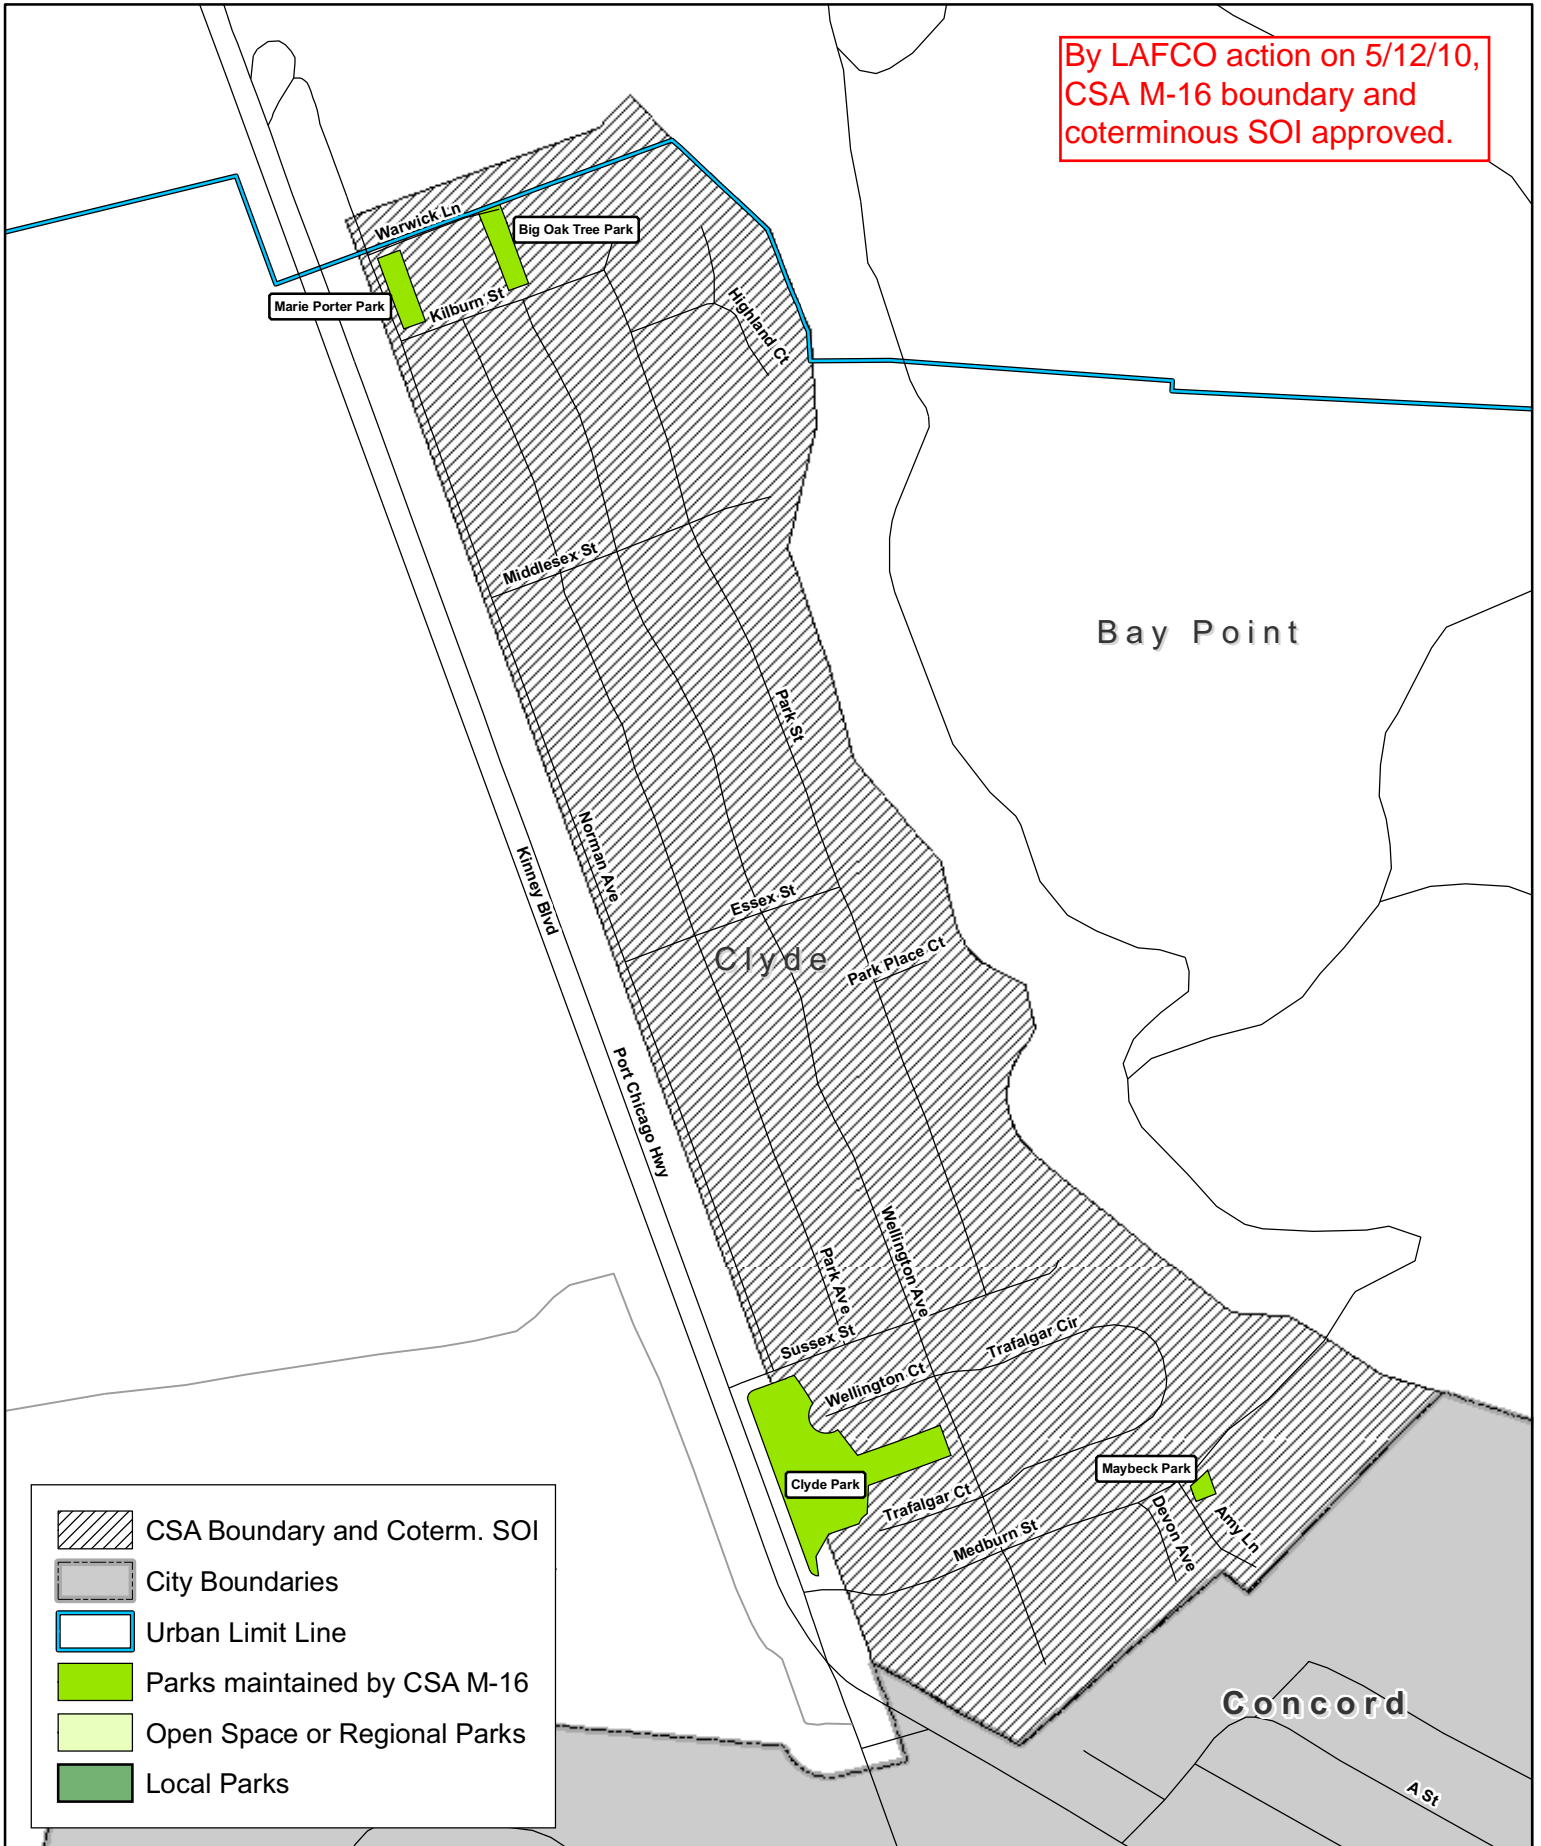 By LAFCO action on 5/12/10,
CSA M-16 boundary and
coterminous SOI approved.
Warwick Ln
Big Oak Tree Park
Marie Porter Park
Kilburn St
Highland Ct
Middlesex St
Bay Point
Park St
Norman Ave
Kinney Blvd
Essex St
Clyde
Park Place Ct
Port Chicago Hwy
Wellington Ave
Park Ave
Sussex St
Trafalgar Cir
Wellington Ct
Maybeck Park
Clyde Park
Trafalgar Ct
Devon Ave
Amy Ln
Medburn St
CSA Boundary and Coterm. SOI
City Boundaries
Urban Limit Line
Parks maintained by CSA M-16
Open Space or Regional Parks
Local Parks
Concord
A St